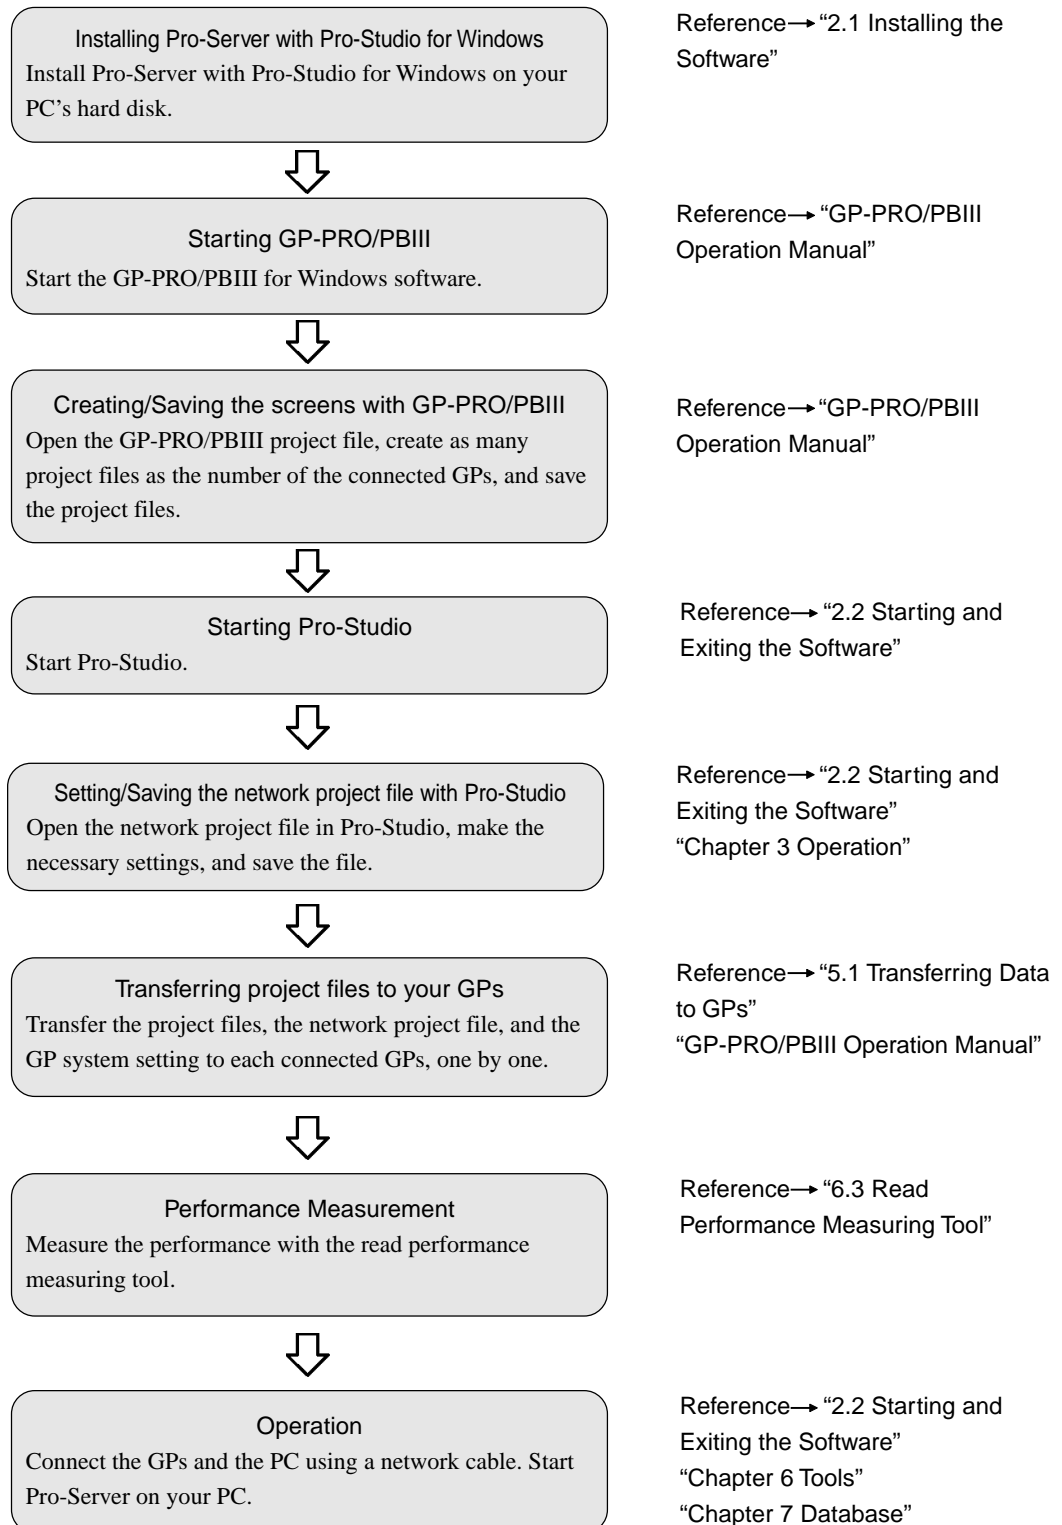 Installing Pro-Server with Pro-Studio for Windows
Install Pro-Server with Pro-Studio for Windows on your
PC’s hard disk.
Reference→ “2.1 Installing the
Software”
Starting GP-PRO/PBIII
Start the GP-PRO/PBIII for Windows software.
Reference→ “GP-PRO/PBIII
Operation Manual”
Creating/Saving the screens with GP-PRO/PBIII
Open the GP-PRO/PBIII project file, create as many
project files as the number of the connected GPs, and save
the project files.
Reference→ “GP-PRO/PBIII
Operation Manual”
Starting Pro-Studio
Start Pro-Studio.
Reference→ “2.2 Starting and
Exiting the Software”
Setting/Saving the network project file with Pro-Studio
Open the network project file in Pro-Studio, make the
necessary settings, and save the file.
Reference→ “2.2 Starting and
Exiting the Software”
“Chapter 3 Operation”
Transferring project files to your GPs
Transfer the project files, the network project file, and the
GP system setting to each connected GPs, one by one.
Reference→ “5.1 Transferring Data
to GPs”
“GP-PRO/PBIII Operation Manual”
Performance Measurement
Measure the performance with the read performance
measuring tool.
Reference→ “6.3 Read
Performance Measuring Tool”
Operation
Connect the GPs and the PC using a network cable. Start
Pro-Server on your PC.
Reference→ “2.2 Starting and
Exiting the Software”
“Chapter 6 Tools”
“Chapter 7 Database”